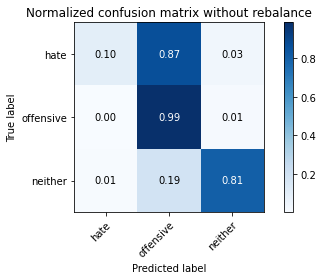 Normalized confusion matrix without rebalance
hate 0.10 0.87 0.03
offensive 0.00 0.99 0.01
neither 0.01 0.19 0.81
True label
hate offensive neither
Predicted label
0.8
0.6
0.4
0.2